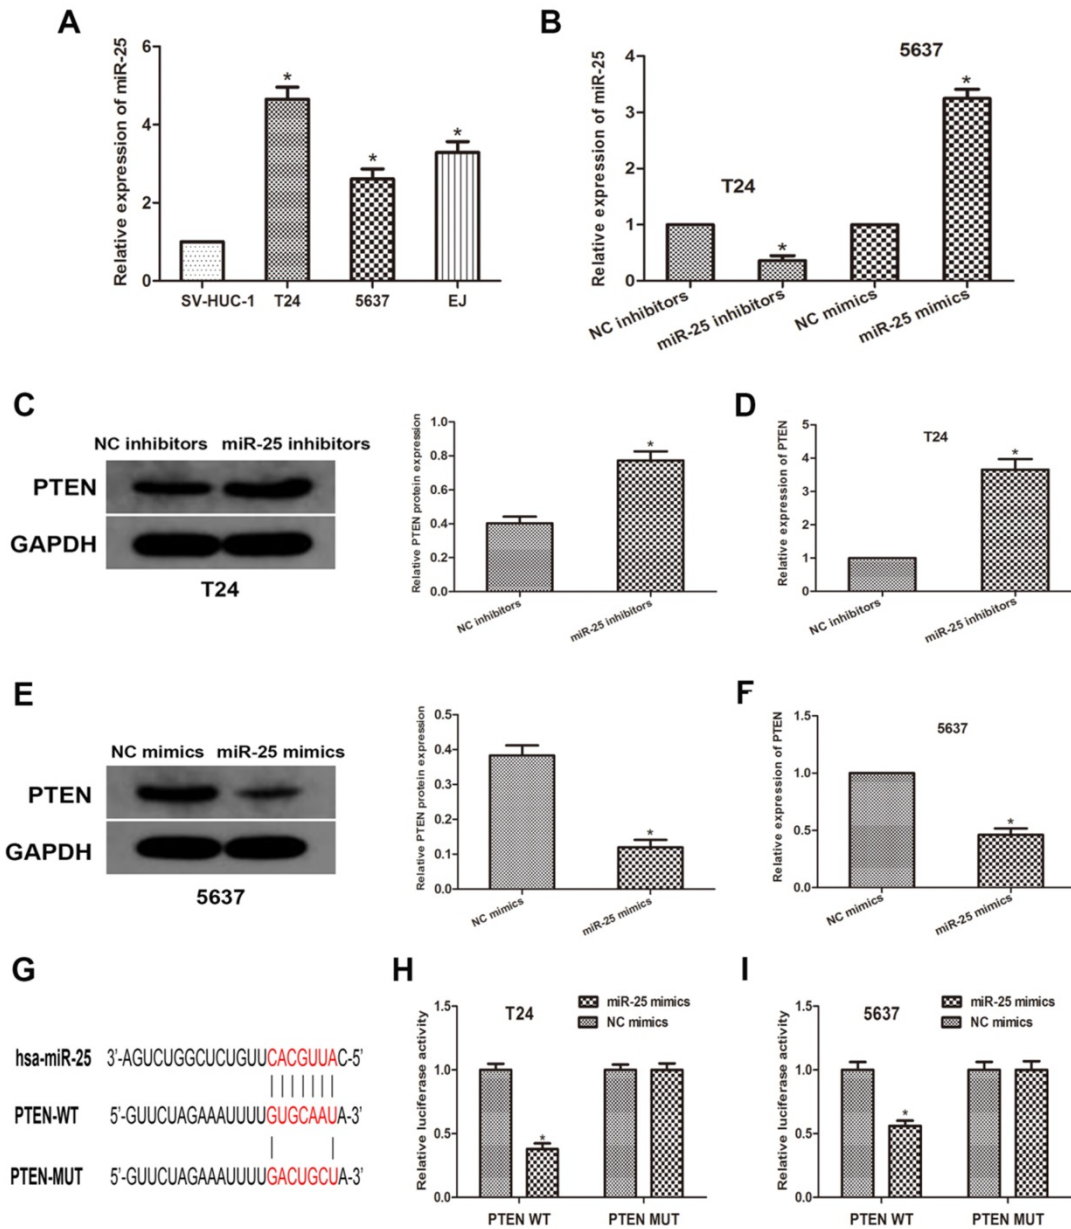 A
Relative expression of miR-25
6
4
2
0
*
*
*
SV-HUC-1 T24 5637 EJ
B
Relative expression of miR-25
4
3
2
1
0
5637
T24
*
*
NC inhibitors
miR-25 inhibitors
NC mimics
miR-25 mimics
C
NC inhibitors miR-25 inhibitors
PTEN
GAPDH
T24
Relative PTEN protein expression
1.0
0.8
0.6
0.4
0.2
0.0
*
NC inhibitors
miR-25 inhibitors
D
Relative expression of PTEN
5
4
3
2
1
0
T24
*
NC inhibitors
miR-25 inhibitors
E
NC mimics miR-25 mimics
PTEN
GAPDH
5637
Relative PTEN protein expression
0.5
0.4
0.3
0.2
0.1
0.0
*
NC mimics
miR-25 mimics
F
Relative expression of PTEN
1.5
1.0
0.5
0.0
5637
*
NC mimics
miR-25 mimics
G
hsa-miR-25 3'-AGUCUGGCUCUGUUCACGUUAC-5'
PTEN-WT 5'-GUUCUAGAAAUUUUGUGCAAUA-3'
PTEN-MUT 5'-GUUCUAGAAAUUUUGACUGCUA-3'
H
Relative luciferase activity
1.5
1.0
0.5
0.0
T24
miR-25 mimics
NC mimics
*
PTEN WT PTEN MUT
I
Relative luciferase activity
1.5
1.0
0.5
0.0
5637
miR-25 mimics
NC mimics
*
PTEN WT PTEN MUT